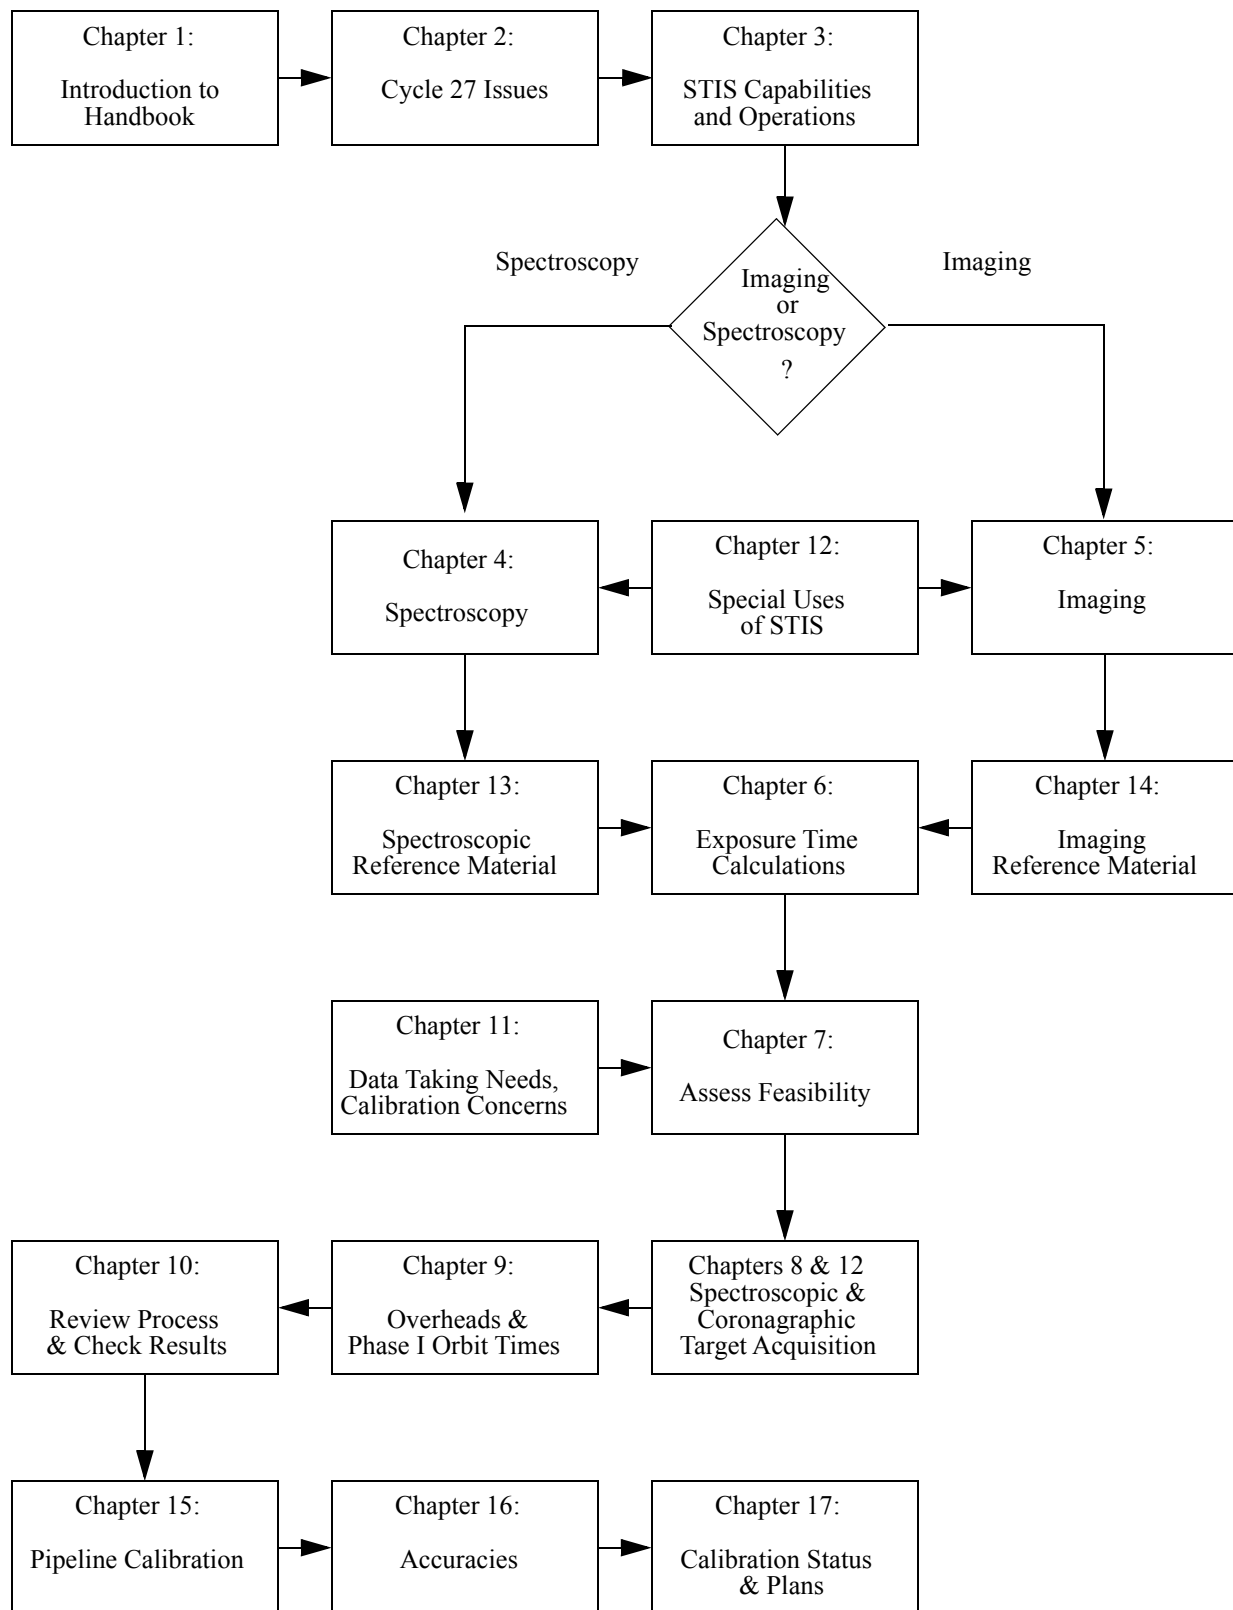 Chapter 1:
Introduction to
Handbook
Chapter 2:
Cycle 27 Issues
Chapter 3:
STIS Capabilities
and Operations
Spectroscopy
Imaging
or
Spectroscopy
?
Imaging
Chapter 4:
Spectroscopy
Chapter 12:
Special Uses
of STIS
Chapter 5:
Imaging
Chapter 13:
Spectroscopic
Reference Material
Chapter 6:
Exposure Time
Calculations
Chapter 14:
Imaging
Reference Material
Chapter 11:
Data Taking Needs,
Calibration Concerns
Chapter 7:
Assess Feasibility
Chapter 10:
Review Process
& Check Results
Chapter 9:
Overheads &
Phase I Orbit Times
Chapters 8 & 12
Spectroscopic &
Coronagraphic
Target Acquisition
Chapter 15:
Pipeline Calibration
Chapter 16:
Accuracies
Chapter 17:
Calibration Status
& Plans